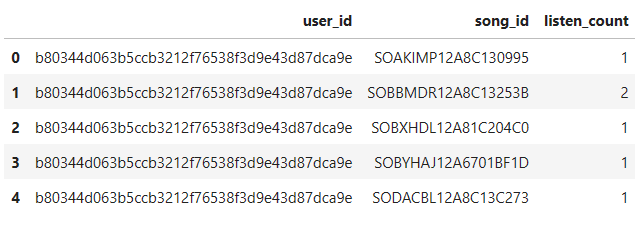 user_id song_id listen_count
0 b80344d063b5ccb3212f76538f3d9e43d87dca9e SOAKIMP12A8C130995 1
1 b80344d063b5ccb3212f76538f3d9e43d87dca9e SOBBMDR12A8C13253B 2
2 b80344d063b5ccb3212f76538f3d9e43d87dca9e SOBXHDL12A81C204C0 1
3 b80344d063b5ccb3212f76538f3d9e43d87dca9e SOBYHAJ12A6701BF1D 1
4 b80344d063b5ccb3212f76538f3d9e43d87dca9e SODACBL12A8C13C273 1